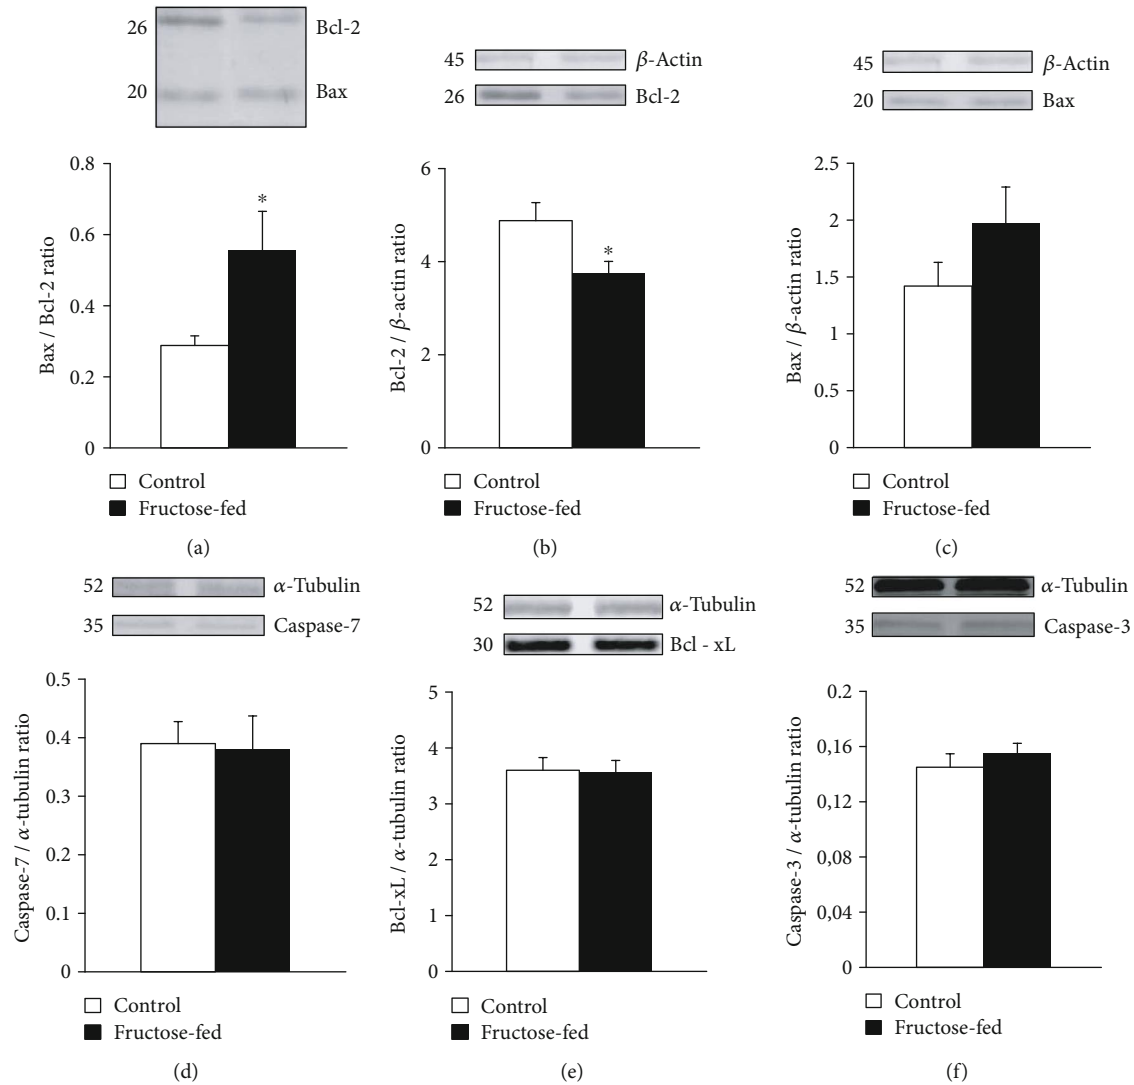 26
Bcl-2
20
Bax
0.8
0.6
0.4
0.2
0
Bax / Bcl-2 ratio
*
Control
Fructose-fed
(a)
45
β-Actin
26
Bcl-2
6
4
2
0
Bcl-2 / β-actin ratio
*
Control
Fructose-fed
(b)
45
β-Actin
20
Bax
2.5
2
1.5
1
0.5
0
Bax / β-actin ratio
Control
Fructose-fed
(c)
52
α-Tubulin
35
Caspase-7
0.5
0.4
0.3
0.2
0.1
0
Caspase-7 / α-tubulin ratio
Control
Fructose-fed
(d)
52
α-Tubulin
30
Bcl - xL
5
4
3
2
1
0
Bcl-xL / α-tubulin ratio
Control
Fructose-fed
(e)
52
α-Tubulin
35
Caspase-3
0.2
0,16
0,12
0,08
0,04
0
Caspase-3 / α-tubulin ratio
Control
Fructose-fed
(f)